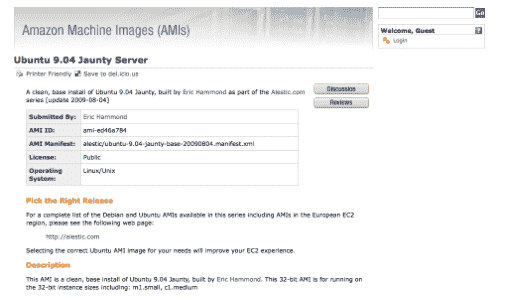 Go
Amazon Machine Images (AMIs)
Welcome, Guest
Login
Ubuntu 9.04 Jaunty Server
Printer Friendly Save to del.icio.us
A clean, base install of Ubuntu 9.04 Jaunty, built by Eric Hammond as part of the Alestic.com
series [update 2009-08-04]
Discussion
Reviews
Submitted By: Eric Hammond
AMI ID: ami-ed46a784
AMI Manifest: alestic/ubuntu-9.04-jaunty-base-20090804.manifest.xml
License: Public
Operating System: Linux/Unix
Pick the Right Release
For a complete list of the Debian and Ubuntu AMIs available in this series including AMIs in the European EC2
region, please see the following web page:
http://alestic.com
Selecting the correct Ubuntu AMI image for your needs will improve your EC2 experience.
Description
This AMI is a clean, base install of Ubuntu 9.04 Jaunty, built by Eric Hammond. This 32-bit AMI is for running on
the 32-bit instance sizes including: m1.small, c1.medium